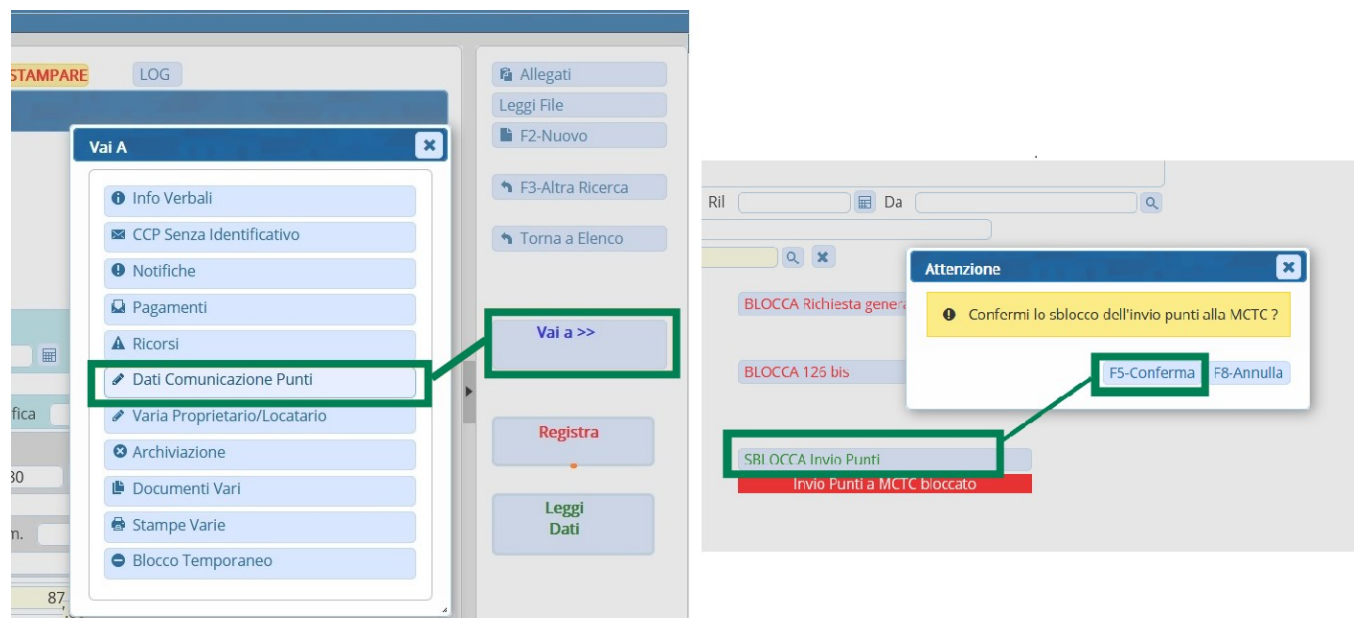 STAMPARE
LOG
Vai A
Info Verbali
CCP Senza Identificativo
Notifiche
Pagamenti
Ricorsi
Dati Comunicazione Punti
Varia Proprietario/Locatario
Archiviazione
Documenti Vari
Stampe Varie
Blocco Temporaneo
fica
80
m.
87,
Allegati
Leggi File
F2-Nuovo
F3-Altra Ricerca
Torna a Elenco
Vai a >>
Registra
Leggi
Dati
Ril
Da
BLOCCA Richiesta genera
BLOCCA 126 bis
SBLOCCA Invio Punti
Invio Punti a MCTC bloccato
Attenzione
Confermi lo sblocco dell'invio punti alla MCTC ?
F5-Conferma F8-Annulla